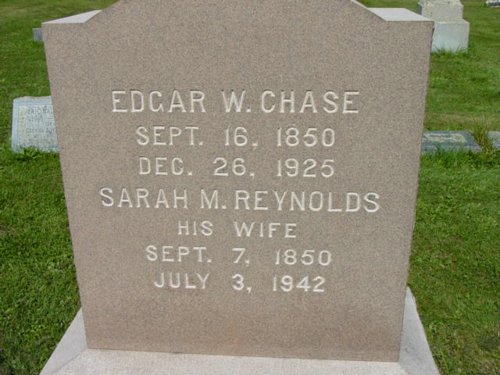 EDGAR W. CHASE
SEPT. 16, 1850
DEC. 26, 1925
SARAH M. REYNOLDS
HIS WIFE
SEPT. 7, 1850
JULY 3, 1942